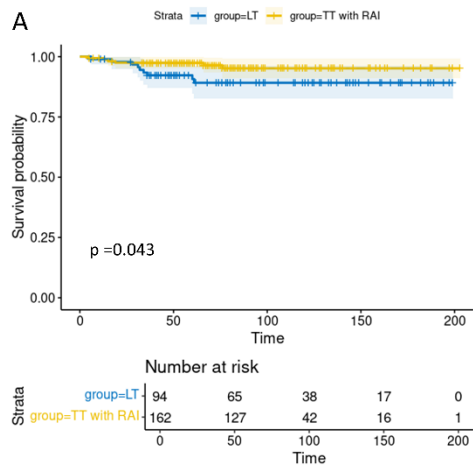 A
Strata group=LT group=TT with RAI
Survival probability
1.00
0.75
0.50
0.25
0.00
p =0.043
0 50 100 150 200
Time
Number at risk
Strata
group=LT 94 65 38 17 0
group=TT with RAI 162 127 42 16 1
0 50 100 150 200
Time